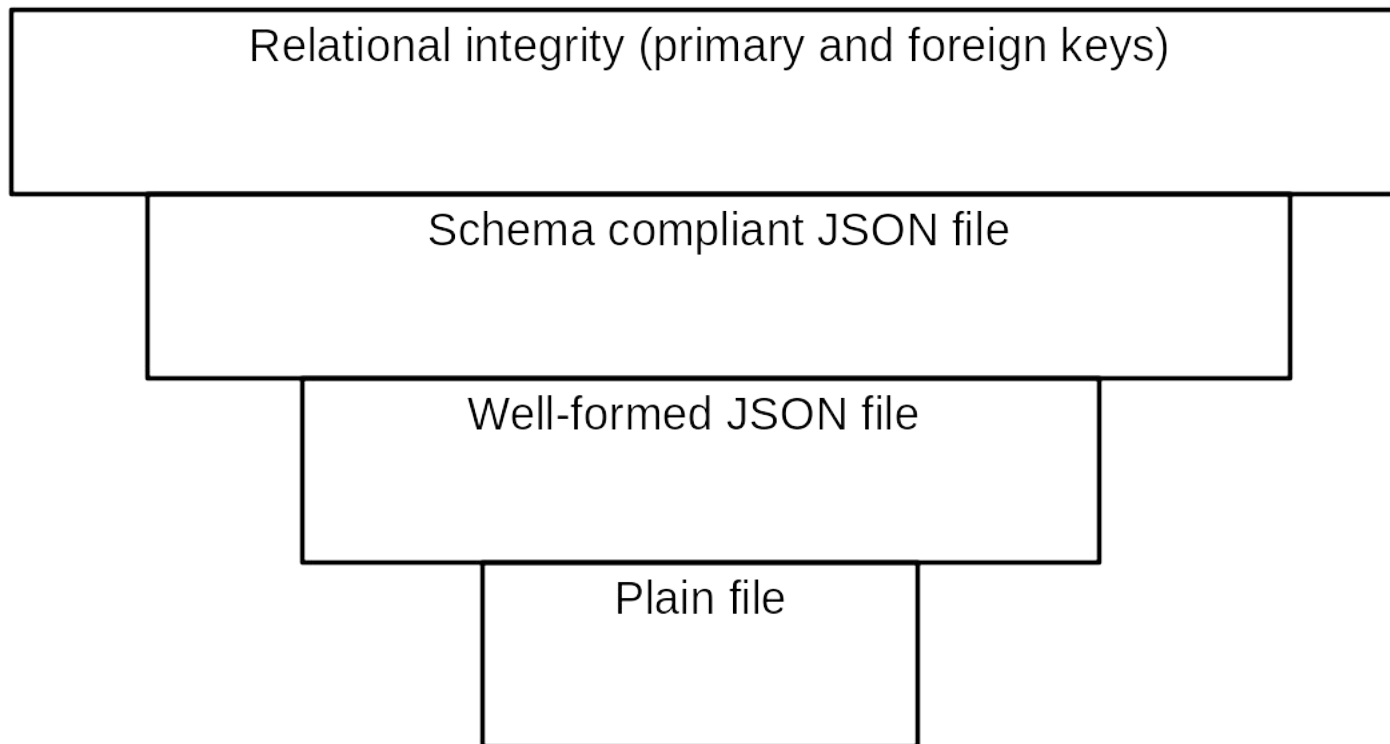 Relational integrity (primary and foreign keys)
Schema compliant JSON file
Well-formed JSON file
Plain file